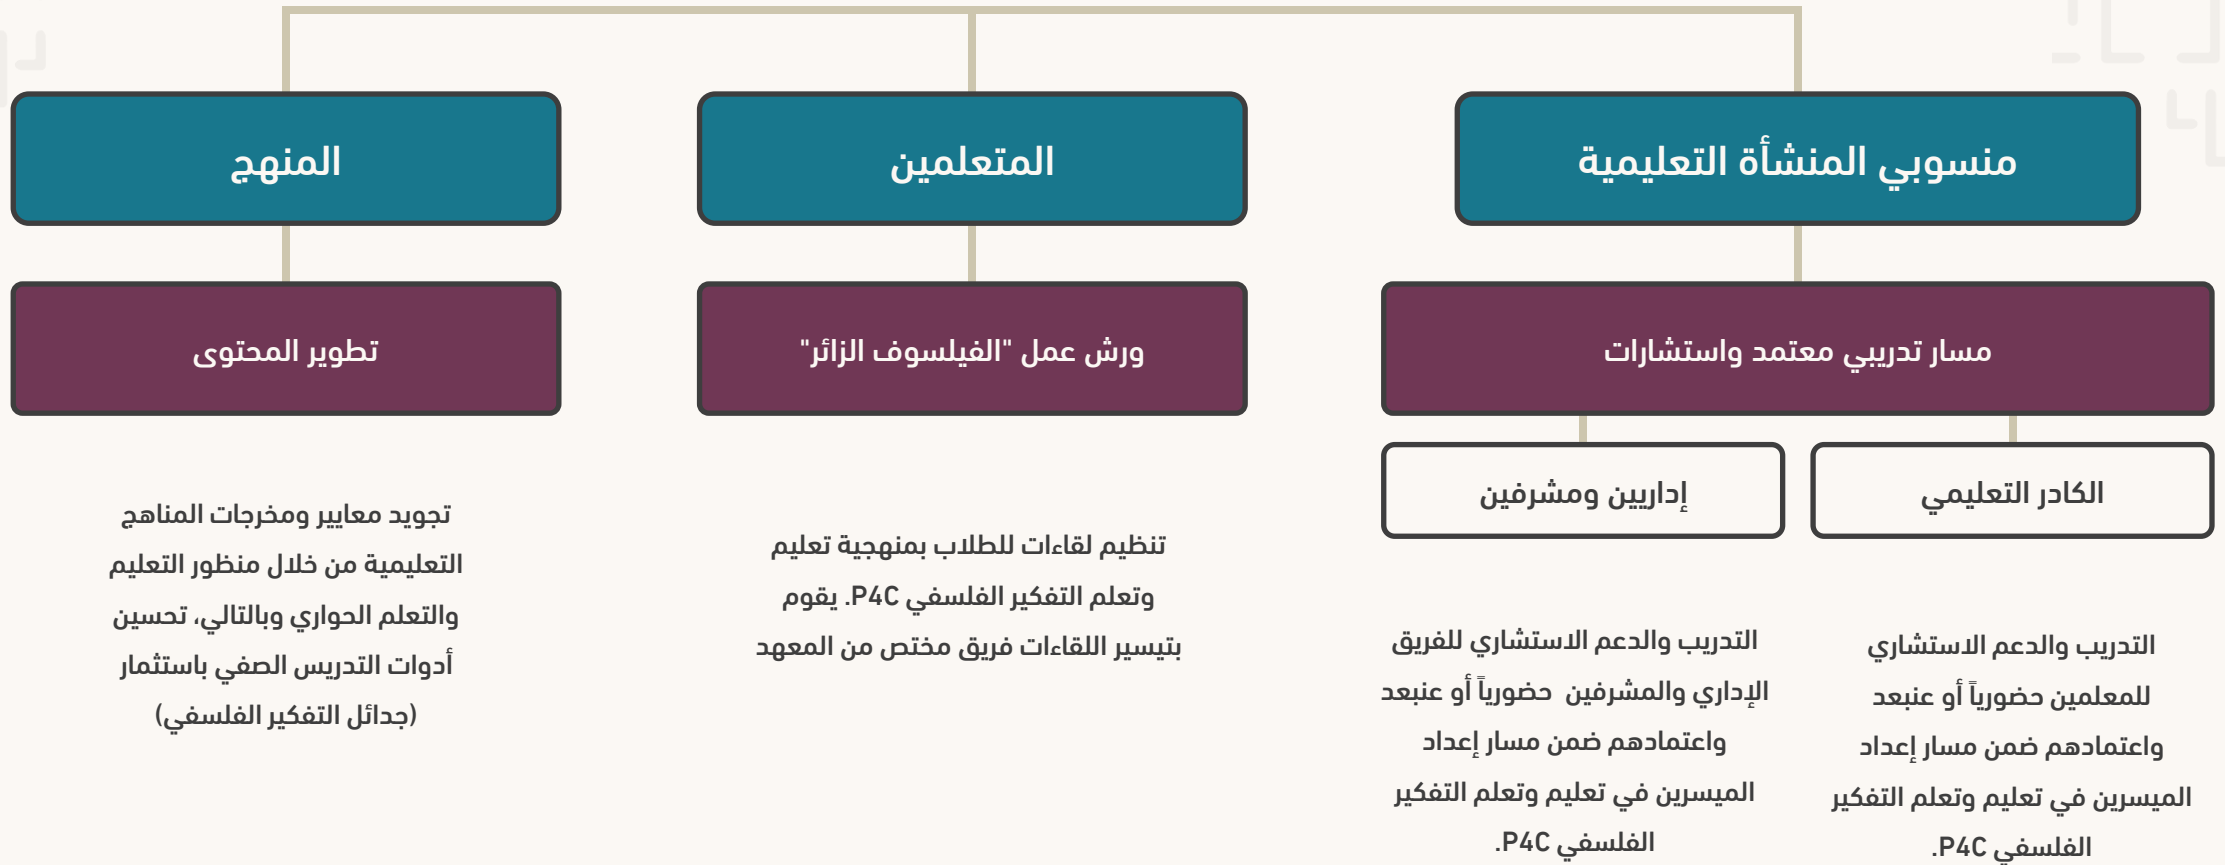 منسوبي المنشأة التعليمية
مسار تدريبي معتمد واستشارات
الكادر التعليمي
التدريب والدعم الاستشاري
للمعلمين حضورياً أو عنبعد
واعتمادهم ضمن مسار إعداد
الميسرين في تعليم وتعلم التفكير
الفلسفي P4C.
إداريين ومشرفين
التدريب والدعم الاستشاري للفريق
الإداري والمشرفين حضورياً أو عنبعد
واعتمادهم ضمن مسار إعداد
الميسرين في تعليم وتعلم التفكير
الفلسفي P4C.
المتعلمين
ورش عمل "الفيلسوف الزائر"
تنظيم لقاءات للطلاب بمنهجية تعليم
وتعلم التفكير الفلسفي P4C. يقوم
بتيسير اللقاءات فريق مختص من المعهد
المنهج
تطوير المحتوى
تجويد معايير ومخرجات المناهج
التعليمية من خلال منظور التعليم
والتعلم الحواري وبالتالي، تحسين
أدوات التدريس الصفي باستثمار
(جدائل التفكير الفلسفي)